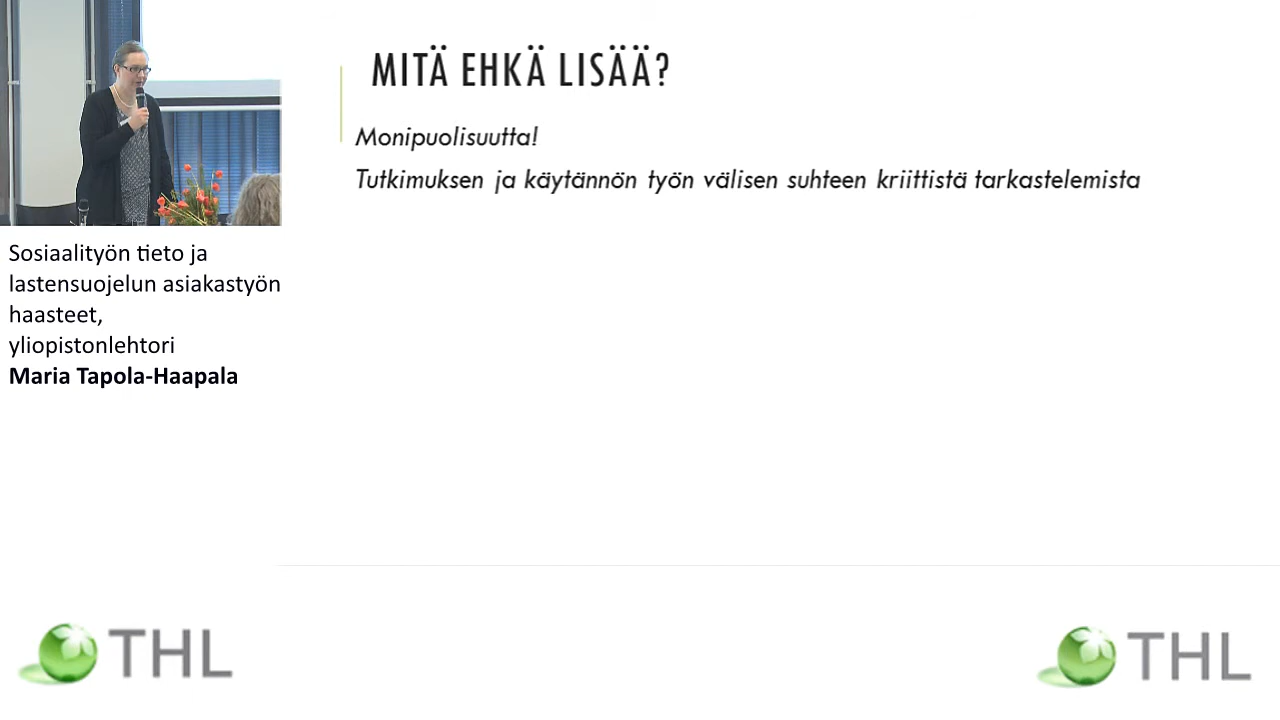 MITÄ EHKÄ LISÄÄ?
Monipuolisuutta!
Tutkimuksen ja käytännön työn välisen suhteen kriittistä tarkastelemista
Sosiaalityön tieto ja
lastensuojelun asiakastyön
haasteet,
yliopistonlehtori
Maria Tapola-Haapala
THL
THL